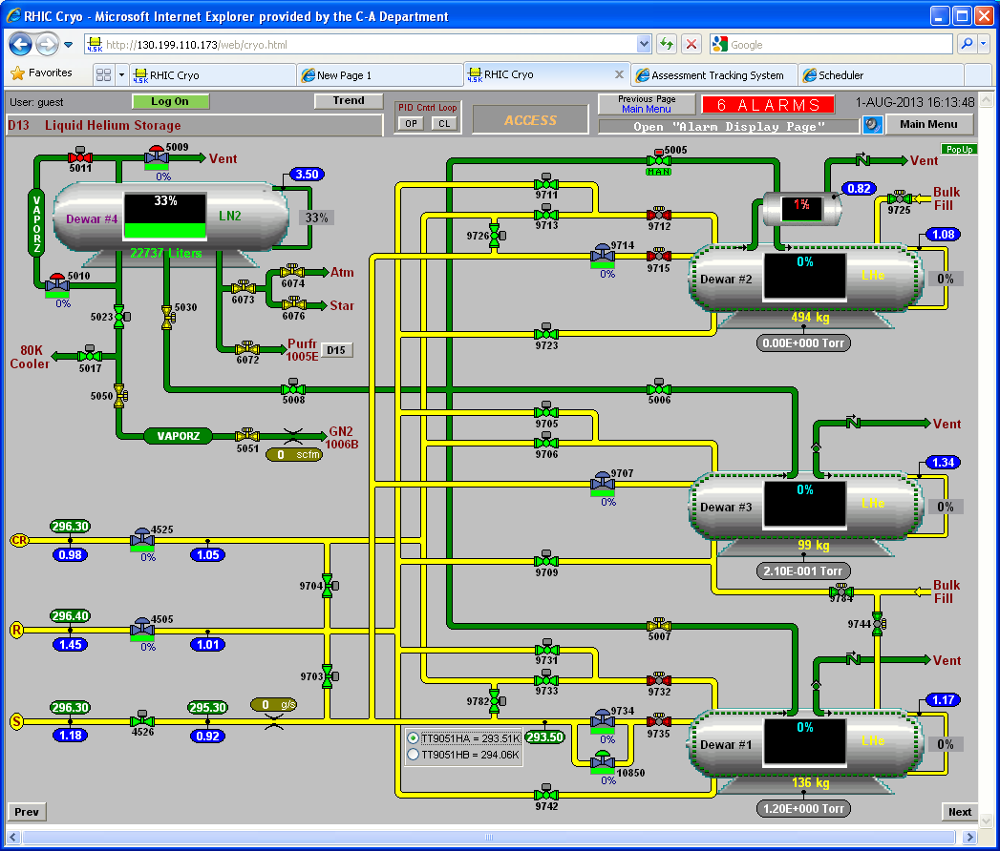 RHIC Cryo - Microsoft Internet Explorer provided by the C-A Department
4.5K
http://130.199.110.173/web/cryo.html
Google
Favorites
4.5K RHIC Cryo
New Page 1
4.5K RHIC Cryo
Assessment Tracking System
Scheduler
User: guest
Log On
Trend
PID Cntrl Loop
OP CL
ACCESS
Previous Page
Main Menu
6 ALARMS
1-AUG-2013 16:13:48
D13 Liquid Helium Storage
Open "Alarm Display Page"
Main Menu
PopUp
5011
5009
0%
Vent
3.50
VAPORZ
Dewar #4
33%
LN2
33%
22737 Liters
5010
0%
5023
5030
6073
6074
Atm
6076
Star
80K
Cooler
5017
6072
Purfr
1005E
D15
5050
5008
VAPORZ
5051
GN2
1006B
0 scfm
5005
MAN
Vent
9711
9713
9712
9726
9714
0%
9715
1%
0.82
9725
Bulk
Fill
1.08
Dewar #2
0%
LHe
0%
494 kg
0.00E+000 Torr
9723
5006
9705
9706
9707
0%
Vent
1.34
Dewar #3
0%
LHe
0%
99 kg
2.10E-001 Torr
9709
9784
Bulk
Fill
9744
CR
296.30
0.98
4525
0%
1.05
9704
R
296.40
1.45
4505
0%
1.01
9703
S
296.30
1.18
4526
295.30
0.92
0 g/s
5007
9731
9733
9732
9782
9734
0%
9735
TT9051HA = 293.51K
TT9051HB = 294.06K
293.50
10850
0%
9742
Vent
1.17
Dewar #1
0%
LHe
0%
136 kg
1.20E+000 Torr
Prev
Next